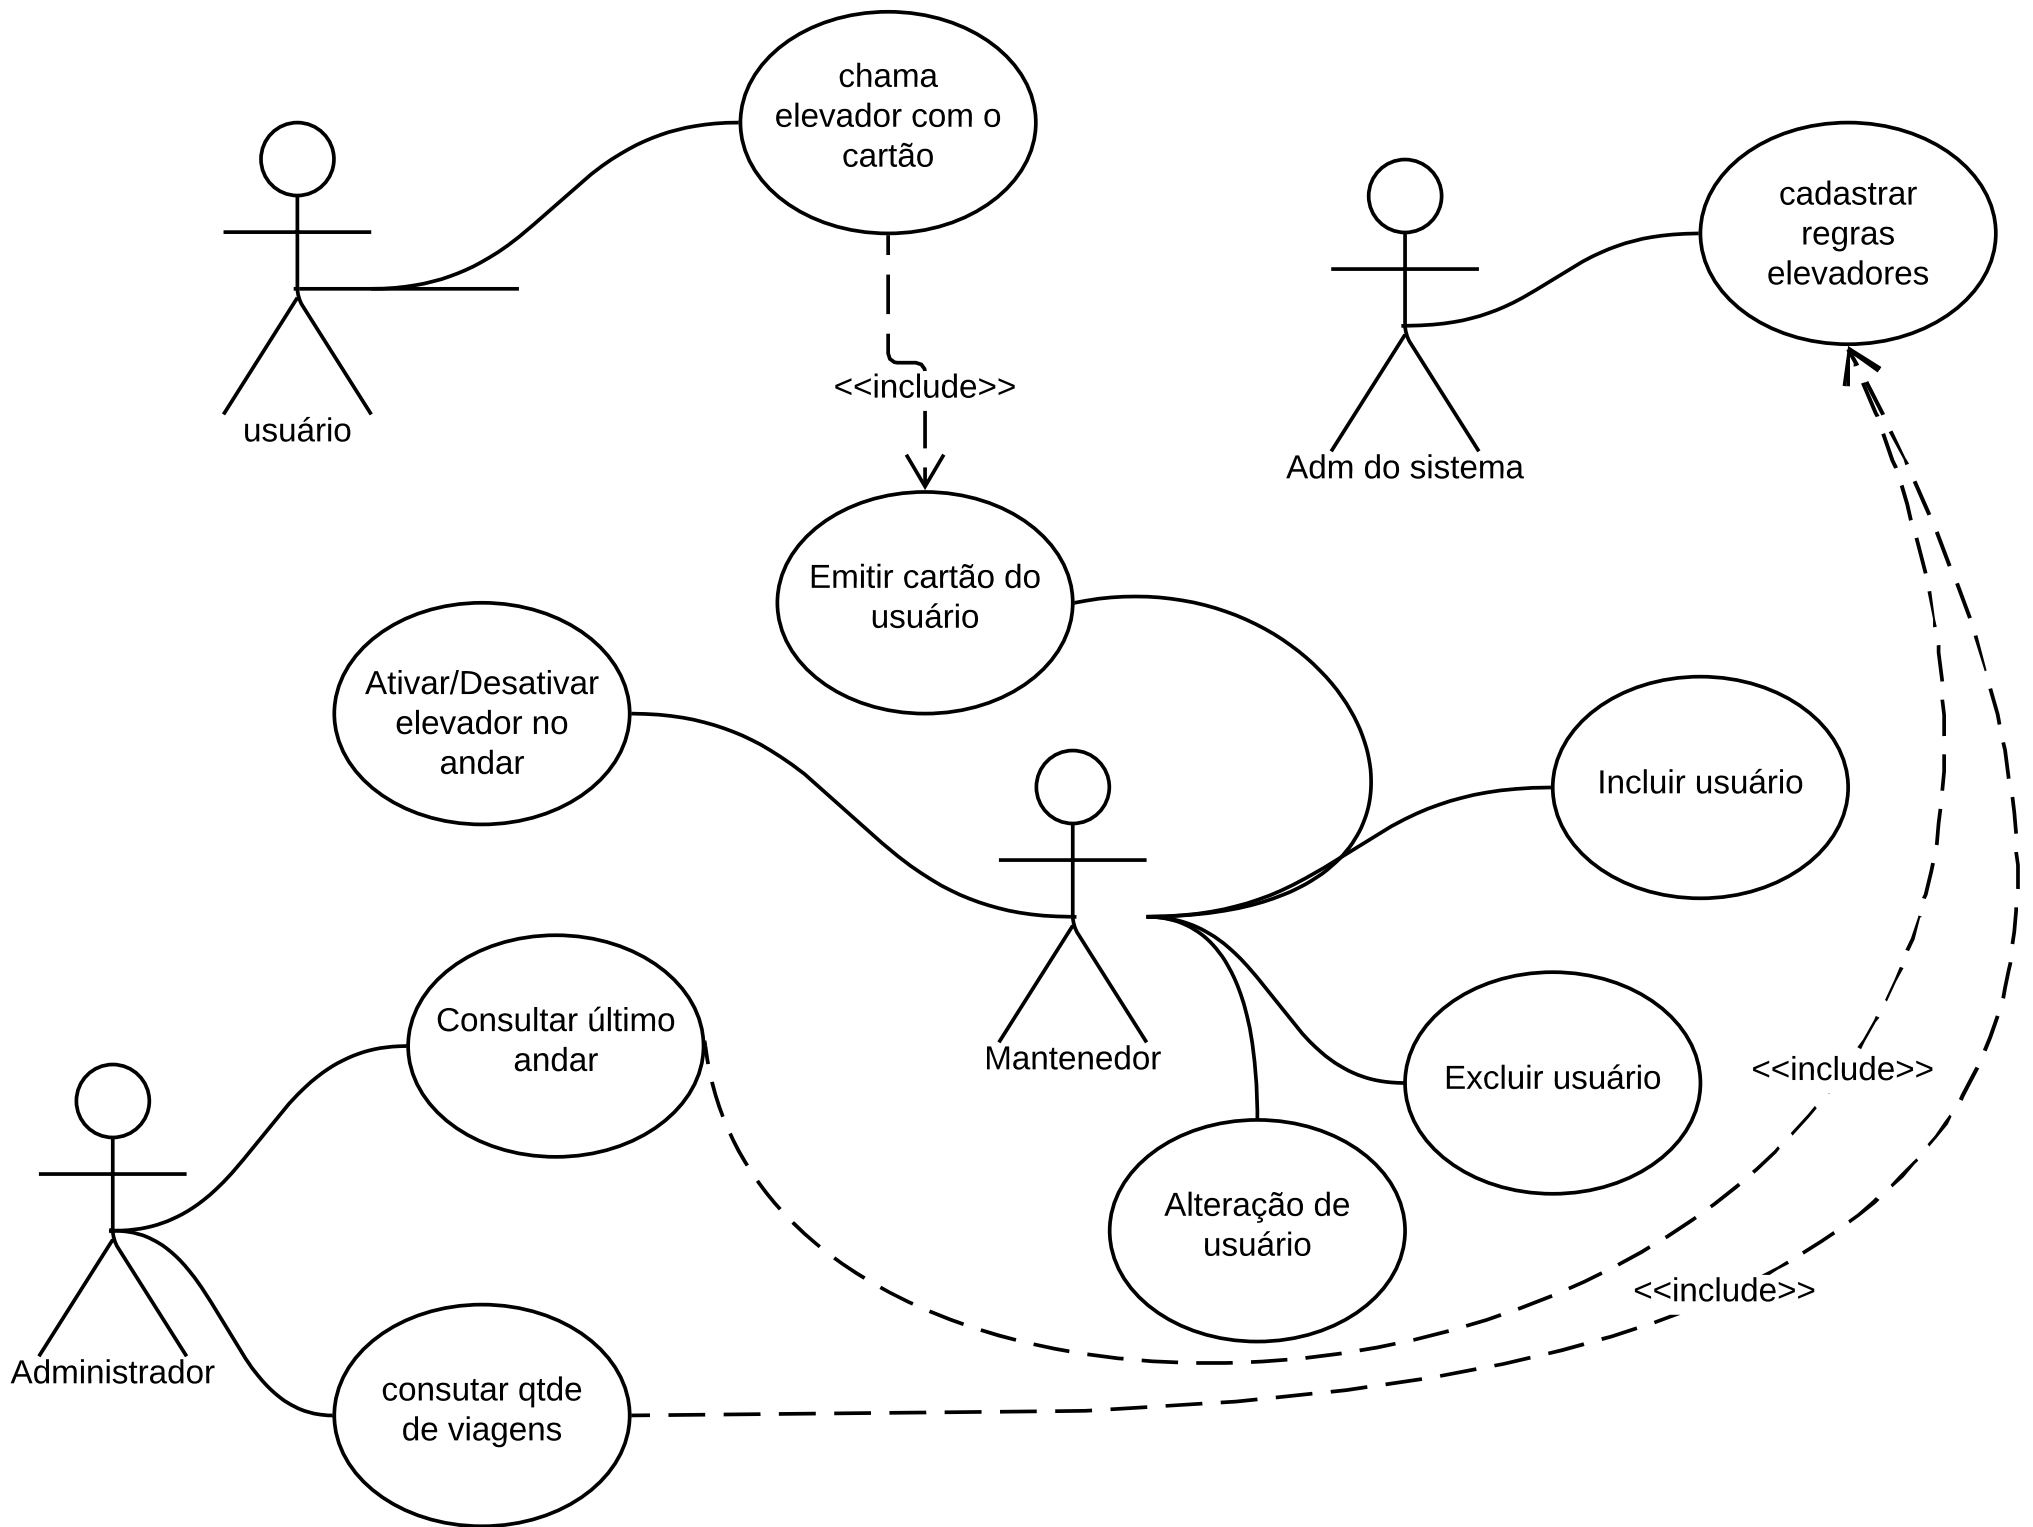 chama
elevador com o
cartão
cadastrar
regras
elevadores
<<include>>
usuário
Adm do sistema
Emitir cartão do
usuário
Ativar/Desativar
elevador no
andar
Incluir usuário
Consultar último
andar
Mantenedor
<<include>>
Excluir usuário
Alteração de
usuário
<<include>>
Administrador
consutar qtde
de viagens